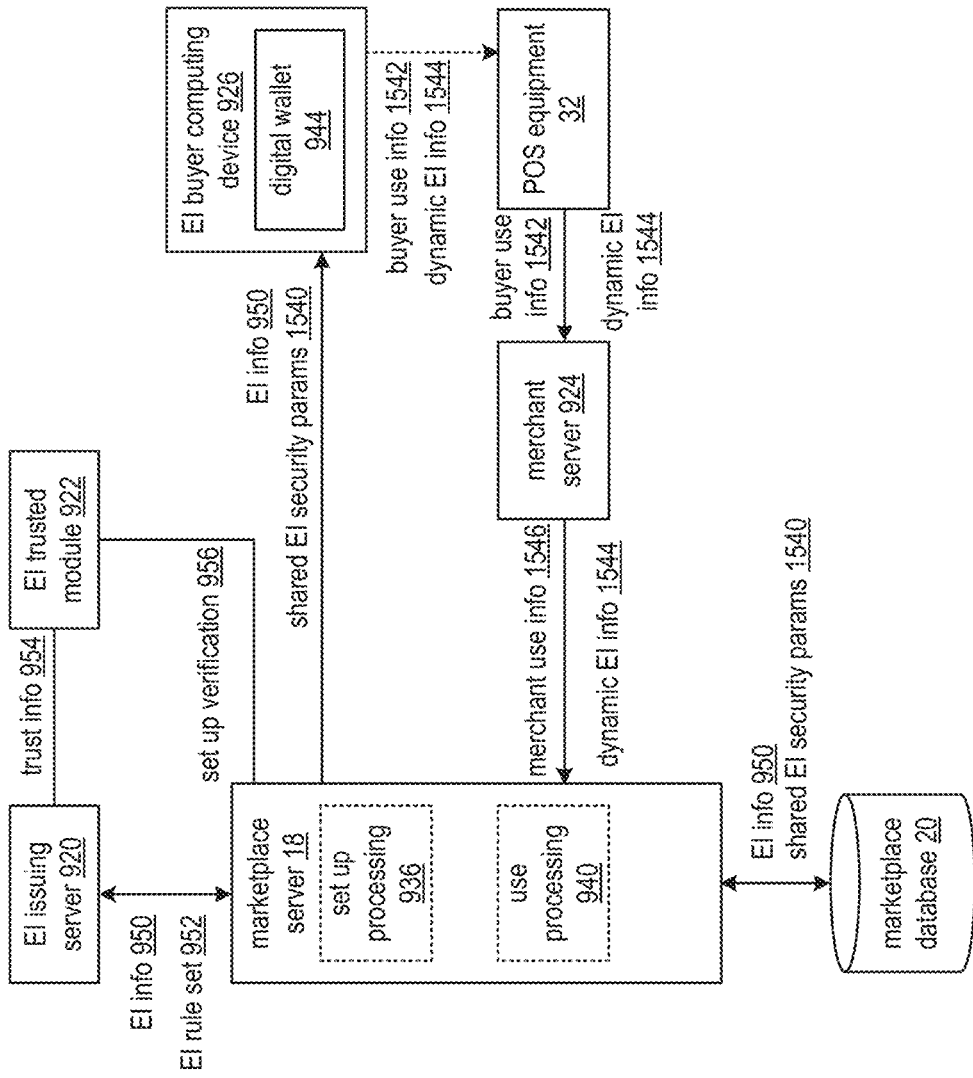 EI issuing
server 920
trust info 954
EI trusted
module 922
EI info 950
EI rule set 952
set up verification 956
marketplace
server 18
set up
processing
936
use
processing
940
EI info 950
shared EI security params 1540
EI buyer computing
device 926
digital wallet
944
buyer use info 1542
dynamic EI info 1544
POS equipment
32
buyer use
info 1542
dynamic EI
info 1544
merchant
server 924
merchant use info 1546
dynamic EI info 1544
EI info 950
shared EI security params 1540
marketplace
database 20